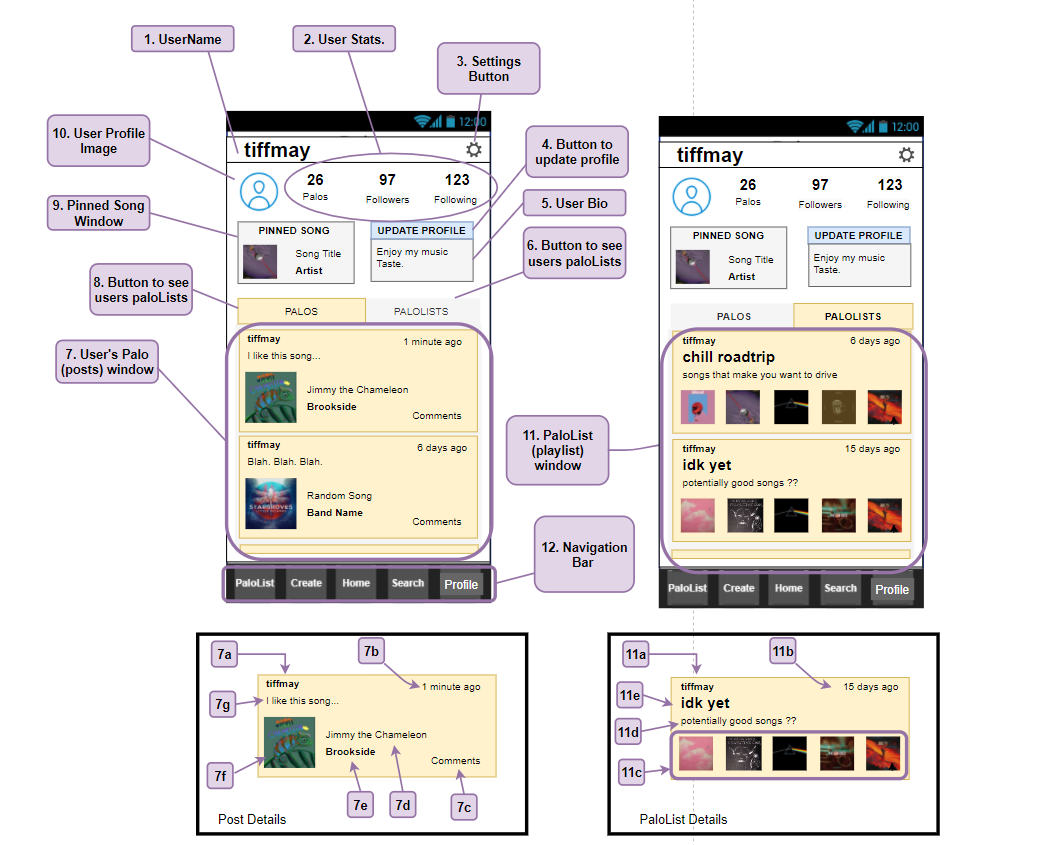 1. UserName
2. User Stats.
3. Settings
Button
10. User Profile
Image
4. Button to
update profile
9. Pinned Song
Window
5. User Bio
6. Button to see
users paloLists
8. Button to see
users paloLists
7. User's Palo
(posts) window
11. PaloList
(playlist)
window
12. Navigation
Bar
12:00
tiffmay
26
97
123
Palos
Followers
Following
PINNED SONG
UPDATE PROFILE
Song Title
Artist
Enjoy my music
Taste.
PALOS
PALOLISTS
tiffmay
1 minute ago
I like this song...
Jimmy the Chameleon
Brookside
Comments
tiffmay
6 days ago
Blah. Blah. Blah.
STARGROVES
Random Song
Band Name
Comments
PaloList
Create
Home
Search
Profile
12:00
tiffmay
26
97
123
Palos
Followers
Following
PINNED SONG
UPDATE PROFILE
Song Title
Artist
Enjoy my music
Taste.
PALOS
PALOLISTS
tiffmay
6 days ago
chill roadtrip
songs that make you want to drive
tiffmay
15 days ago
idk yet
potentially good songs ??
PaloList
Create
Home
Search
Profile
7a
7b
tiffmay
1 minute ago
7g
I like this song...
Jimmy the Chameleon
Brookside
Comments
7f
7e
7d
7c
Post Details
11a
11b
tiffmay
15 days ago
11e
idk yet
11d
potentially good songs ??
11c
PaloList Details